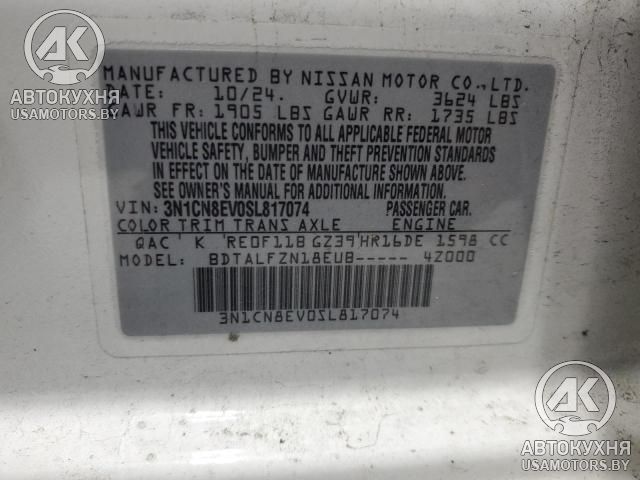 MANUFACTURED BY NISSAN MOTOR CO., LTD.
DATE: 10/24. GVWR: 3624 LBS
GAWR FR: 1905 LBS GAWR RR: 1735 LBS
THIS VEHICLE CONFORMS TO ALL APPLICABLE FEDERAL MOTOR
VEHICLE SAFETY, BUMPER AND THEFT PREVENTION STANDARDS
IN EFFECT ON THE DATE OF MANUFACTURE SHOWN ABOVE.
SEE OWNER'S MANUAL FOR ADDITIONAL INFORMATION.
VIN: 3N1CN8EV0SL817074 PASSENGER CAR.
COLOR TRIM TRANS AXLE ENGINE
QAC K RE0F11B GZ39 HR16DE 1598 CC
MODEL: BDTALFZN18EUB----- 4Z000
3N1CN8EV0SL817074
AK
АВТОКУХНЯ
USAMOTORS.BY
AK
АВТОКУХНЯ
USAMOTORS.BY